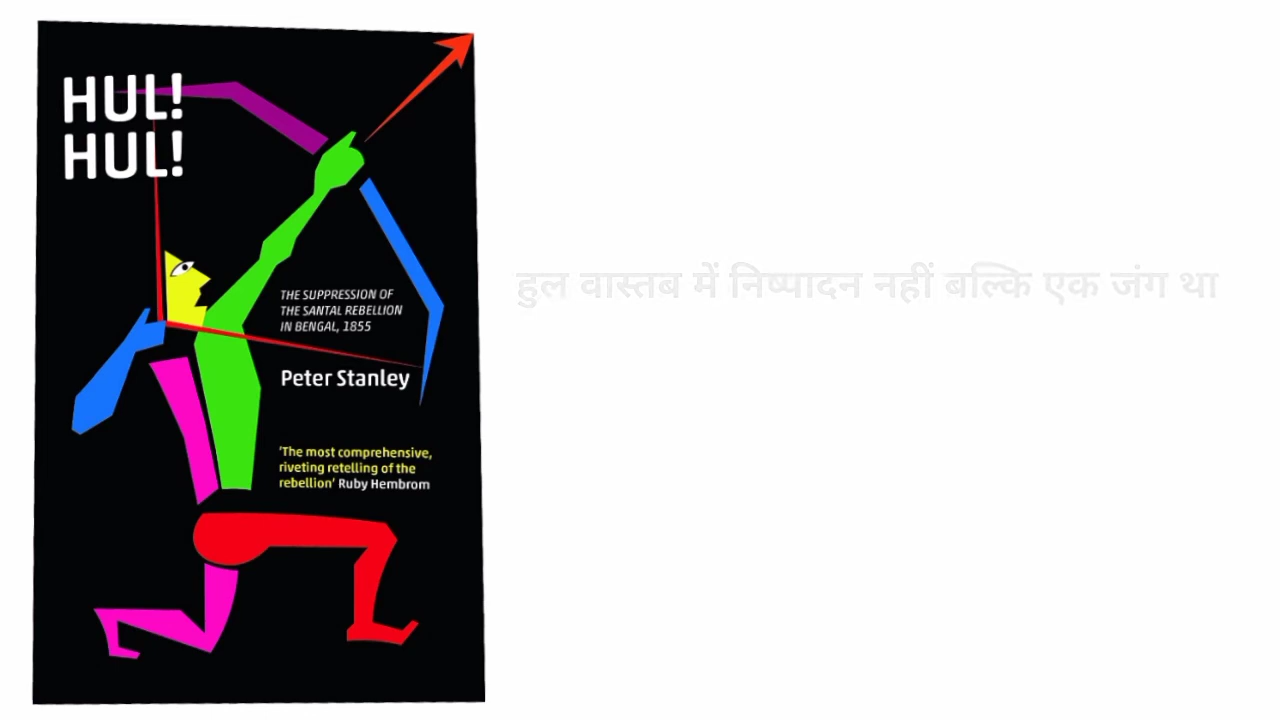 HUL!
HUL!
THE SUPPRESSION OF
THE SANTAL REBELLION
IN BENGAL, 1855
Peter Stanley
'The most comprehensive,
riveting retelling of the
rebellion' Ruby Hembrom
हुल वास्तब में निष्पादन नहीं बल्कि एक जंग था